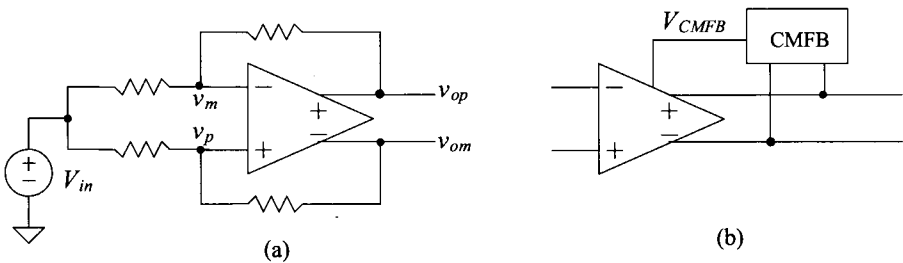 V_CMFB
CMFB
v_m
v_op
v_p
v_om
V_in
(a)
(b)